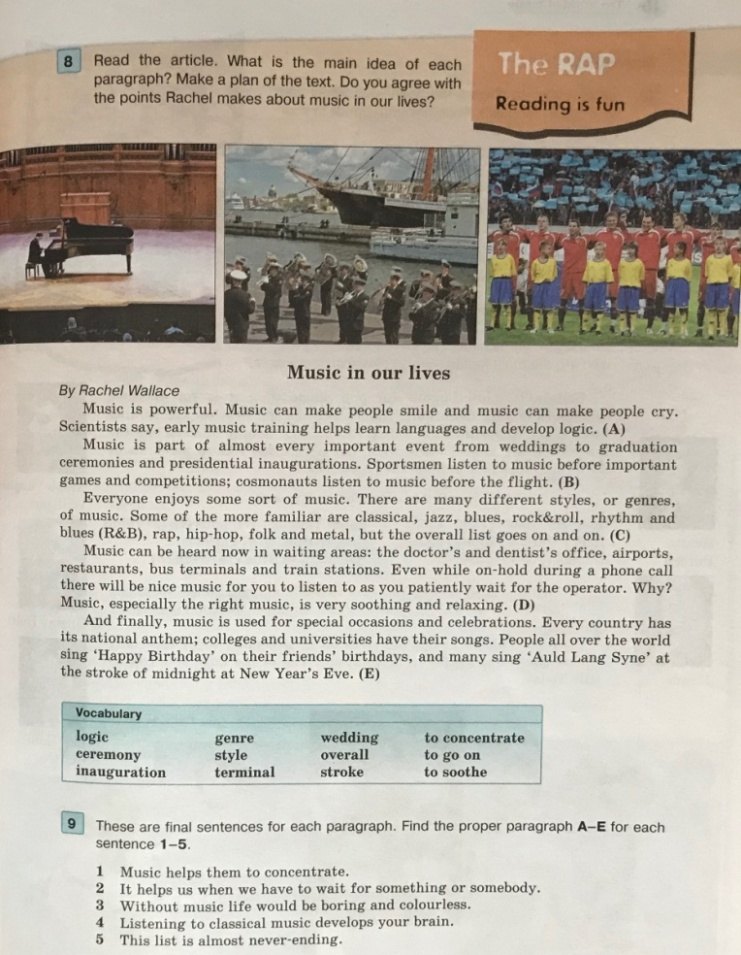 8 Read the article. What is the main idea of each
paragraph? Make a plan of the text. Do you agree with
the points Rachel makes about music in our lives?
The RAP
Reading is fun
Music in our lives
By Rachel Wallace
Music is powerful. Music can make people smile and music can make people cry.
Scientists say, early music training helps learn languages and develop logic. (A)
Music is part of almost every important event from weddings to graduation
ceremonies and presidential inaugurations. Sportsmen listen to music before important
games and competitions; cosmonauts listen to music before the flight. (B)
Everyone enjoys some sort of music. There are many different styles, or genres,
of music. Some of the more familiar are classical, jazz, blues, rock&roll, rhythm and
blues (R&B), rap, hip-hop, folk and metal, but the overall list goes on and on. (C)
Music can be heard now in waiting areas: the doctor's and dentist's office, airports,
restaurants, bus terminals and train stations. Even while on-hold during a phone call
there will be nice music for you to listen to as you patiently wait for the operator. Why?
Music, especially the right music, is very soothing and relaxing. (D)
And finally, music is used for special occasions and celebrations. Every country has
its national anthem; colleges and universities have their songs. People all over the world
sing 'Happy Birthday' on their friends' birthdays, and many sing 'Auld Lang Syne' at
the stroke of midnight at New Year's Eve. (E)
Vocabulary
logic genre wedding to concentrate
ceremony style overall to go on
inauguration terminal stroke to soothe
9 These are final sentences for each paragraph. Find the proper paragraph A–E for each
sentence 1–5.
1 Music helps them to concentrate.
2 It helps us when we have to wait for something or somebody.
3 Without music life would be boring and colourless.
4 Listening to classical music develops your brain.
5 This list is almost never-ending.